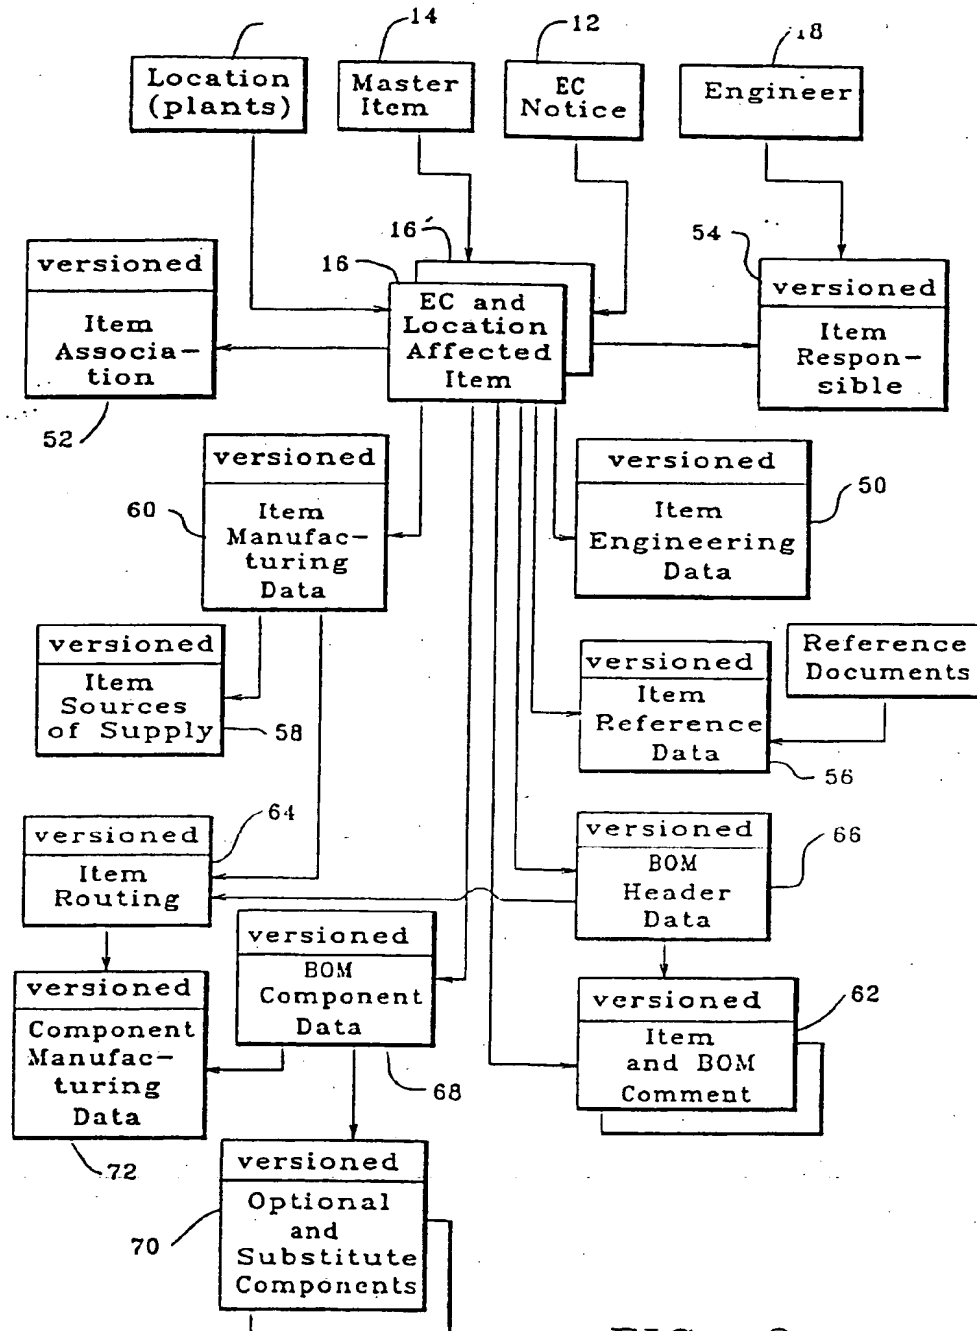 14
12
18
Location
(plants)
Master
Item
EC
Notice
Engineer
16'
16
54
versioned
Item
Associa-
tion
52
EC and
Location
Affected
Item
versioned
Item
Respon-
sible
versioned
Item
Manufac-
turing
Data
60
versioned
Item
Engineering
Data
50
versioned
Item
Sources
of Supply
58
versioned
Item
Reference
Data
56
Reference
Documents
versioned
Item
Routing
64
versioned
BOM
Header
Data
66
versioned
BOM
Component
Data
68
versioned
Component
Manufac-
turing
Data
72
versioned
Item
and BOM
Comment
62
versioned
Optional
and
Substitute
Components
70